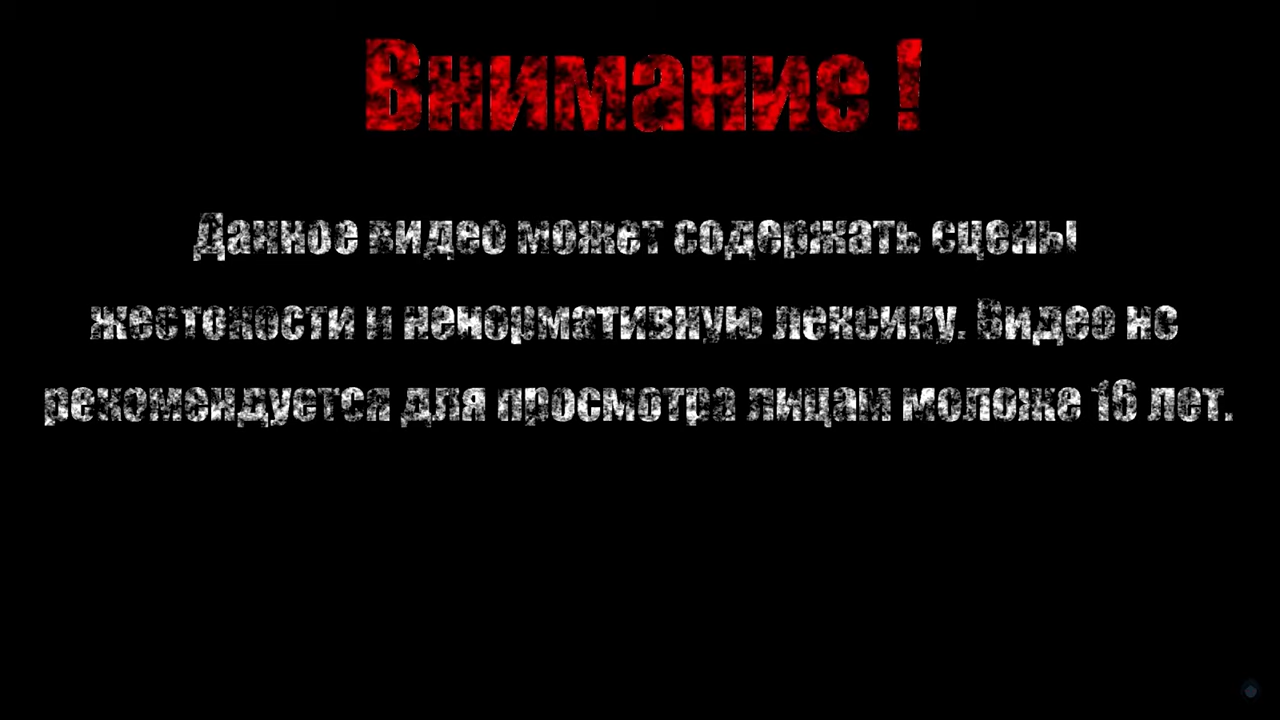 Внимание !
Данное видео может содержать сцены
жестокости и ненормативную лексику. Видео не
рекомендуется для просмотра лицам моложе 16 лет.